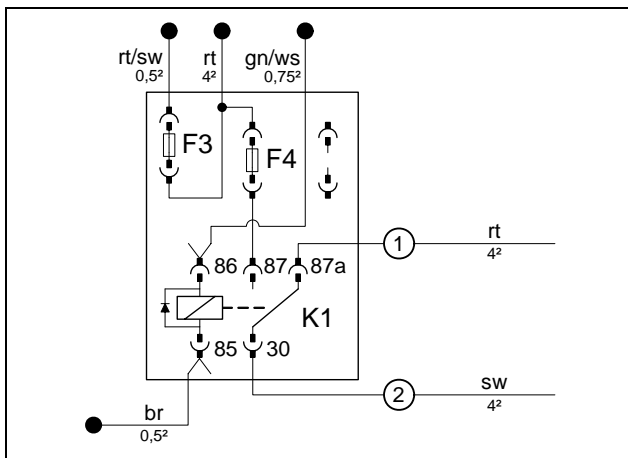 rt/sw rt gn/ws
0,5² 4² 0,75²
F3 F4
1 rt
4²
86 87 87a
K1
85 30
2 sw
4²
br
0,5²